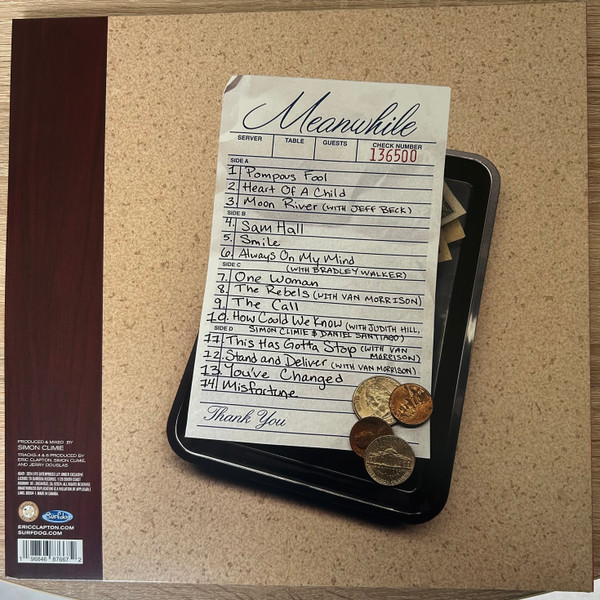 Meanwhile
SERVER TABLE GUESTS CHECK NUMBER
136500
SIDE A
1. Pompous Fool
2. Heart Of A Child
3. Moon River (WITH JEFF BECK)
SIDE B
4. Sam Hall
5. Smile
6. Always On My Mind
(WITH BRADLEY WALKER)
SIDE C
7. One Woman
8. The Rebels (WITH VAN MORRISON)
9. The Call
10. How Could We Know (WITH JUDITH HILL,
SIMON CLIMIE & DANIEL SANTIAGO)
SIDE D
11. This Has Gotta Stop (WITH VAN
MORRISON)
12. Stand and Deliver (WITH VAN MORRISON)
13. You've Changed
14. Misfortune
Thank You
PRODUCED & MIXED BY
SIMON CLIMIE
TRACKS 4 & 6 PRODUCED BY
ERIC CLAPTON, SIMON CLIMIE,
AND JERRY DOUGLAS
Surfdog
ERICCLAPTON.COM
SURFDOG.COM